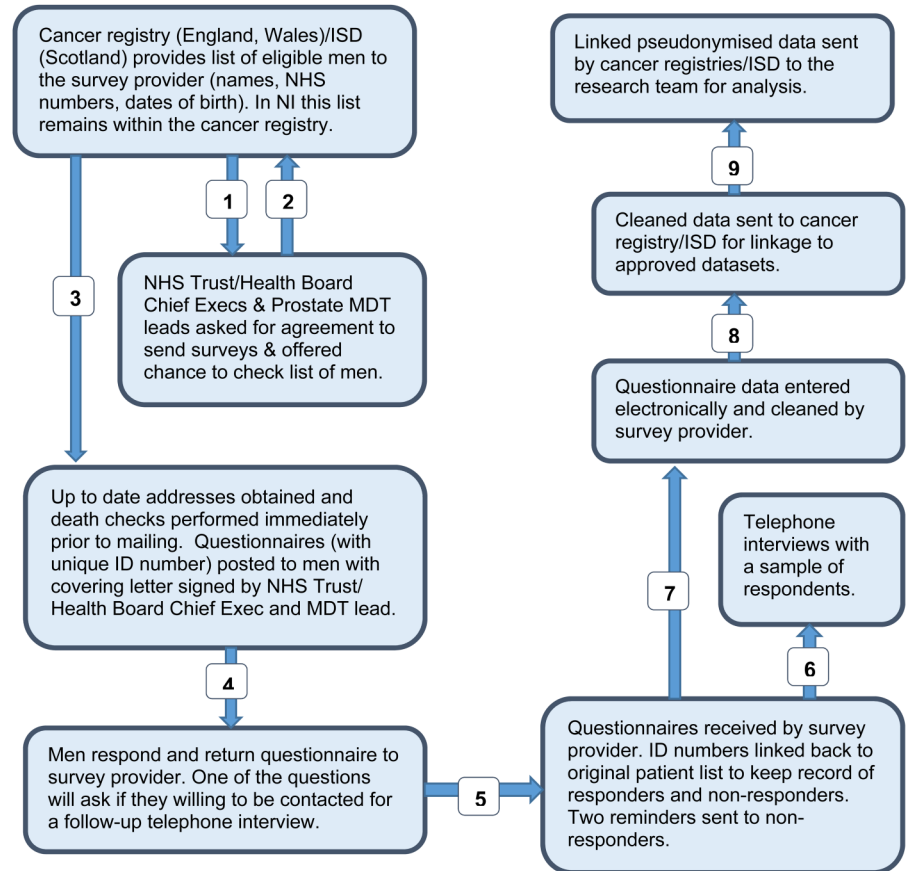 Cancer registry (England, Wales)/ISD
(Scotland) provides list of eligible men to
the survey provider (names, NHS
numbers, dates of birth). In NI this list
remains within the cancer registry.
1
2
3
NHS Trust/Health Board
Chief Execs & Prostate MDT
leads asked for agreement to
send surveys & offered
chance to check list of men.
Up to date addresses obtained and
death checks performed immediately
prior to mailing.  Questionnaires (with
unique ID number) posted to men with
covering letter signed by NHS Trust/
Health Board Chief Exec and MDT lead.
4
Men respond and return questionnaire to
survey provider. One of the questions
will ask if they willing to be contacted for
a follow-up telephone interview.
5
Questionnaires received by survey
provider. ID numbers linked back to
original patient list to keep record of
responders and non-responders.
Two reminders sent to non-
responders.
6
Telephone
interviews with
a sample of
respondents.
7
Questionnaire data entered
electronically and cleaned by
survey provider.
8
Cleaned data sent to cancer
registry/ISD for linkage to
approved datasets.
9
Linked pseudonymised data sent
by cancer registries/ISD to the
research team for analysis.